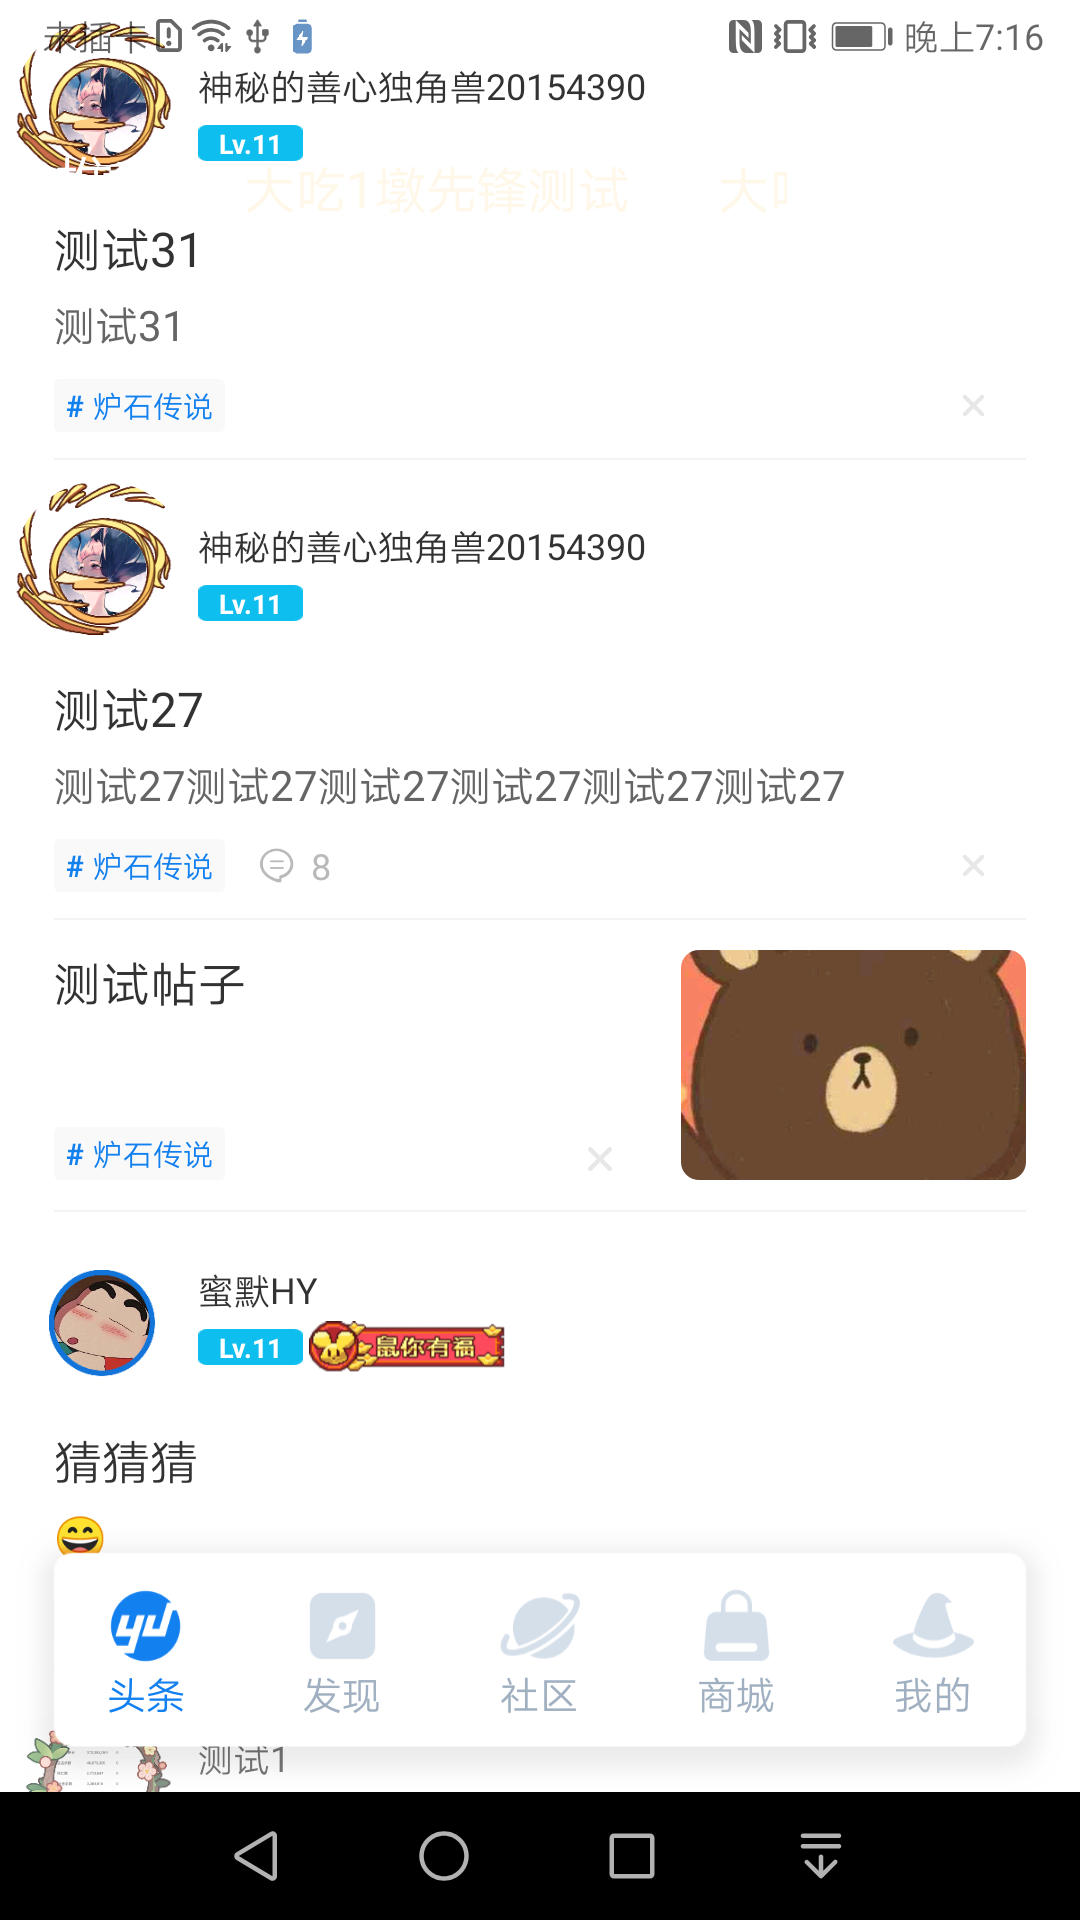 未插卡
晚上7:16
神秘的善心独角兽20154390
Lv.11
大吃1墩先锋测试 大
测试31
测试31
# 炉石传说
神秘的善心独角兽20154390
Lv.11
测试27
测试27测试27测试27测试27测试27测试27
# 炉石传说 8
测试帖子
# 炉石传说
蜜默HY
Lv.11 鼠你有福
猜猜猜
头条 发现 社区 商城 我的
测试1